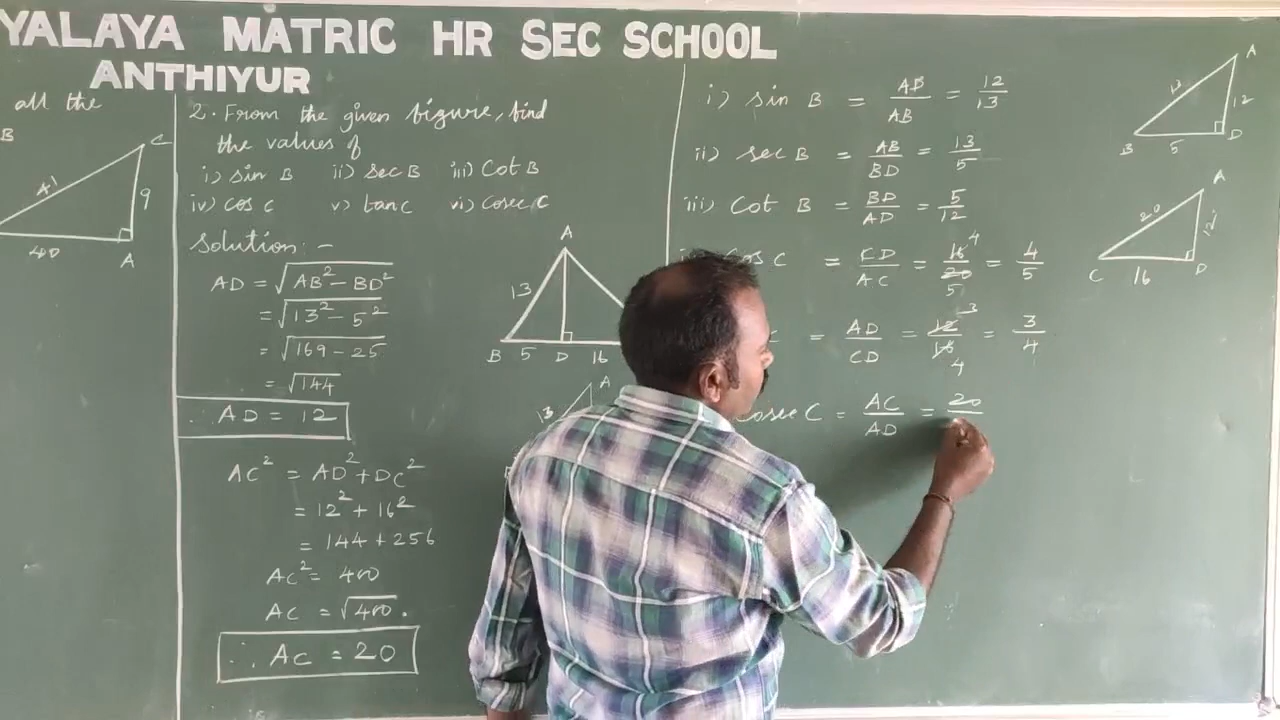 YALAYA MATRIC HR SEC SCHOOL
ANTHIYUR
all the
B
C
41
9
40
A
2. From the given figure, find
the values of
i) sin B ii) sec B iii) Cot B
iv) cos C v) tan C vi) Cosec C
Solution:-
AD = √AB² - BD²
= √13² - 5²
= √169 - 25
= √144
∴ AD = 12
AC² = AD² + DC²
= 12² + 16²
= 144 + 256
AC² = 400
AC = √400.
∴ AC = 20
A
13
B 5 D 16
A
13
i) sin B = AD/AB = 12/13
ii) sec B = AB/BD = 13/5
iii) Cot B = BD/AD = 5/12
Cos C = CD/AC = 16/20 = 4/5
4
5
C = AD/CD = 12/16 = 3/4
3
4
Cosec C = AC/AD = 20
A
13
12
B 5 D
A
20
12
C 16 D